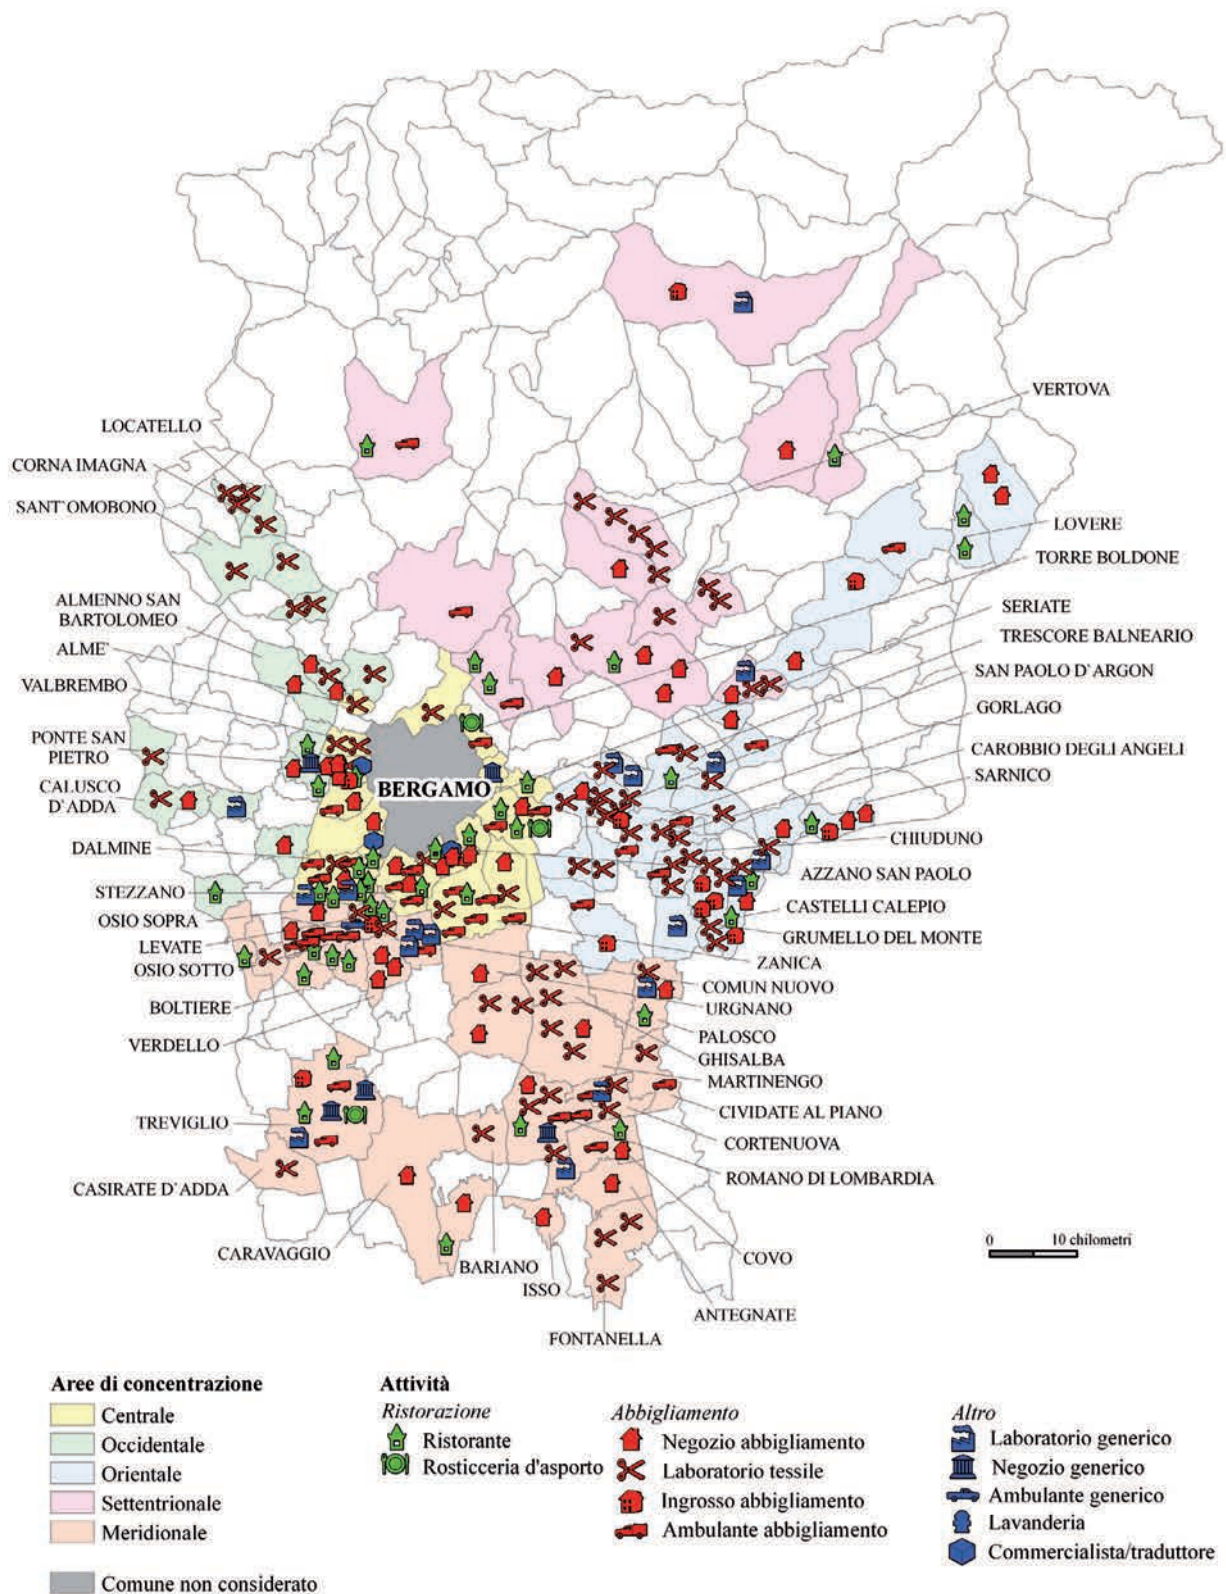 VERTOVA
LOCATELLO
CORNA IMAGNA
SANT`OMOBONO
LOVERE
TORRE BOLDONE
ALMENNO SAN
BARTOLOMEO
SERIATE
TRESCORE BALNEARIO
ALME`
SAN PAOLO D`ARGON
VALBREMBO
GORLAGO
PONTE SAN
PIETRO
CAROBBIO DEGLI ANGELI
SARNICO
CALUSCO
D`ADDA
BERGAMO
DALMINE
CHIUDUNO
STEZZANO
AZZANO SAN PAOLO
OSIO SOPRA
CASTELLI CALEPIO
LEVATE
GRUMELLO DEL MONTE
OSIO SOTTO
ZANICA
COMUN NUOVO
BOLTIERE
URGNANO
PALOSCO
VERDELLO
GHISALBA
MARTINENGO
CIVIDATE AL PIANO
TREVIGLIO
CORTENUOVA
ROMANO DI LOMBARDIA
CASIRATE D`ADDA
CARAVAGGIO
BARIANO
COVO
ISSO
ANTEGNATE
FONTANELLA
0 10 chilometri
Aree di concentrazione
Centrale
Occidentale
Orientale
Settentrionale
Meridionale
Comune non considerato
Attività
Ristorazione
Ristorante
Rosticceria d'asporto
Abbigliamento
Negozio abbigliamento
Laboratorio tessile
Ingrosso abbigliamento
Ambulante abbigliamento
Altro
Laboratorio generico
Negozio generico
Ambulante generico
Lavanderia
Commercialista/traduttore